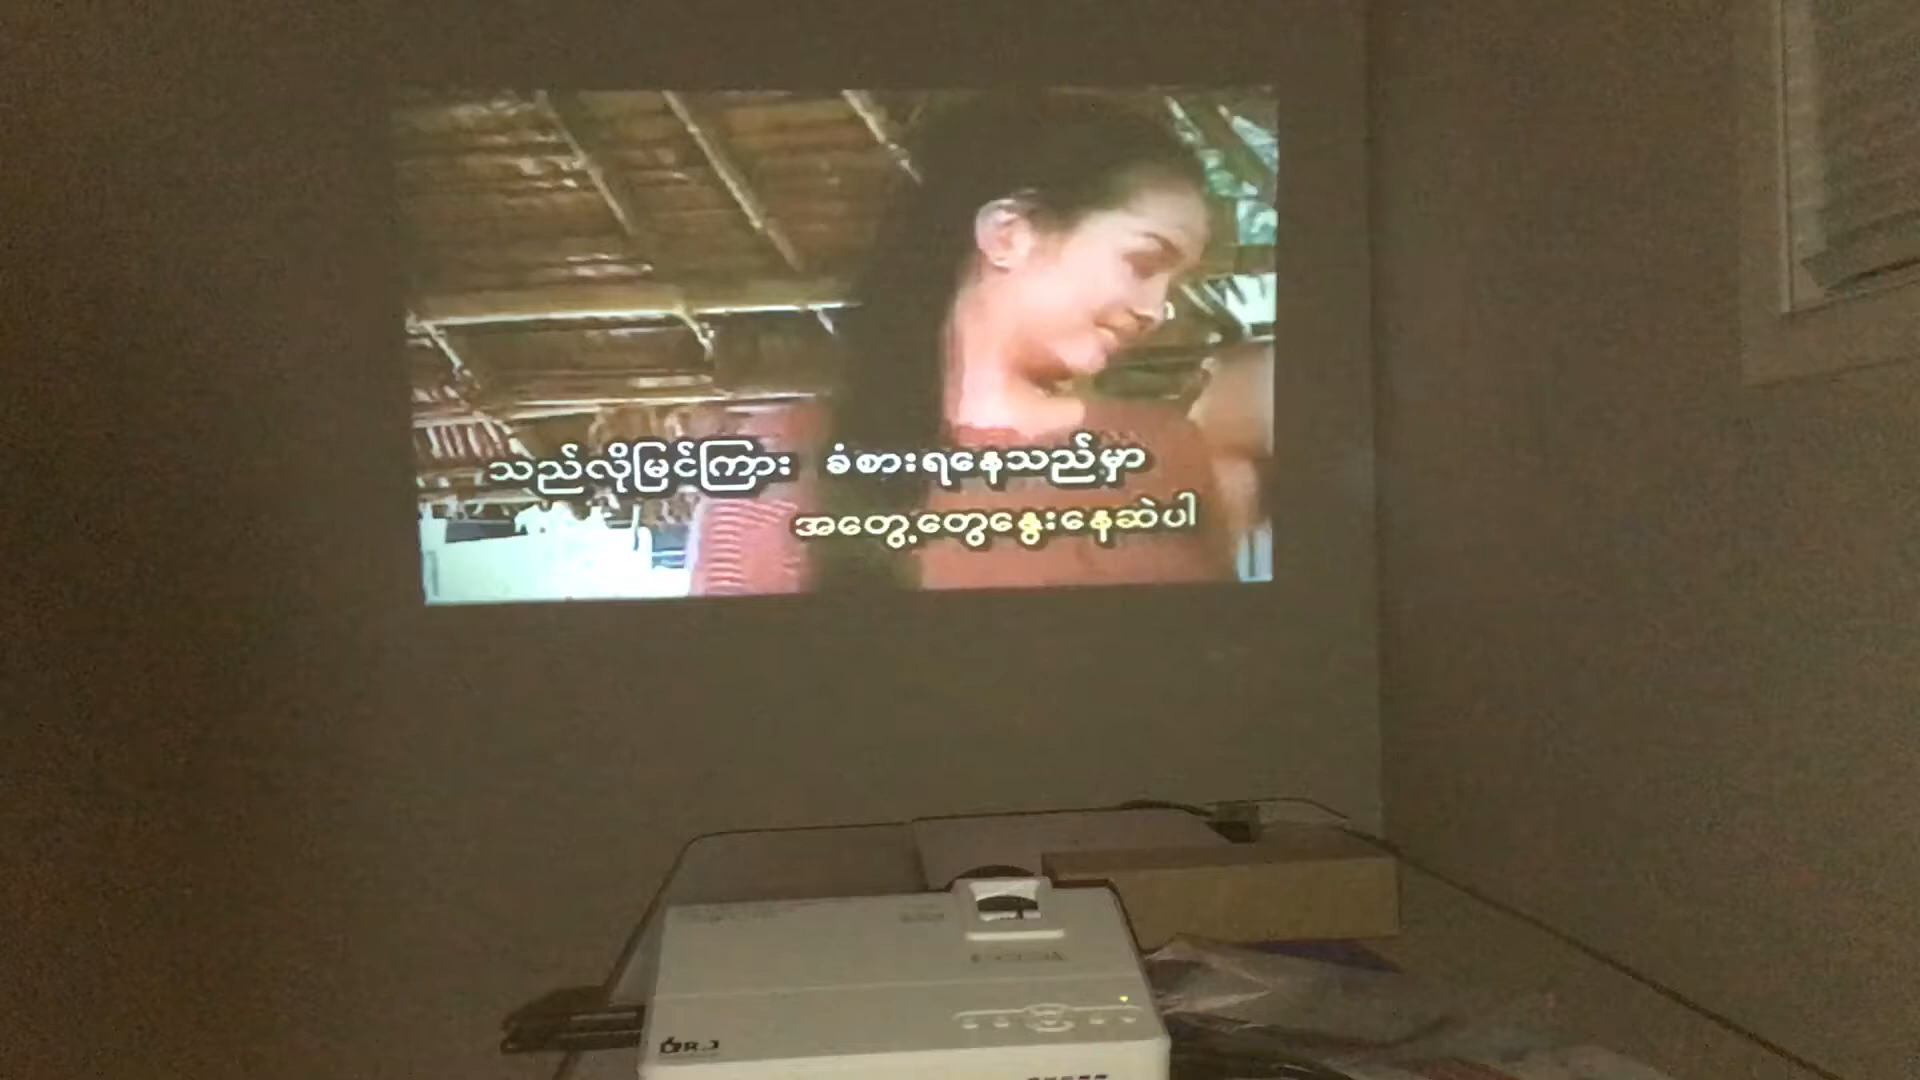 သည်လိုမြင်ကြား ခံစားရနေသည်မှာ
အတွေ့တွေနွေးနေဆဲပါ
DR.J